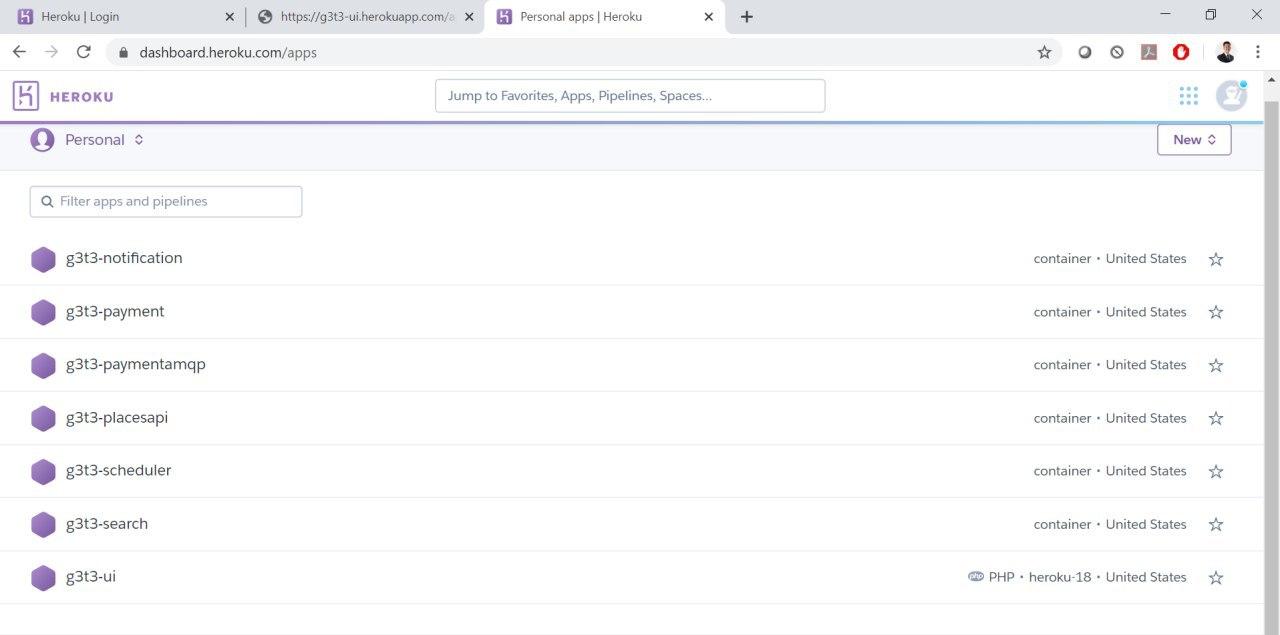 Heroku | Login
https://g3t3-ui.herokuapp.com/a
Personal apps | Heroku
dashboard.heroku.com/apps
HEROKU
Jump to Favorites, Apps, Pipelines, Spaces...
Personal
New
Filter apps and pipelines
g3t3-notification container • United States
g3t3-payment container • United States
g3t3-paymentamqp container • United States
g3t3-placesapi container • United States
g3t3-scheduler container • United States
g3t3-search container • United States
g3t3-ui php PHP • heroku-18 • United States